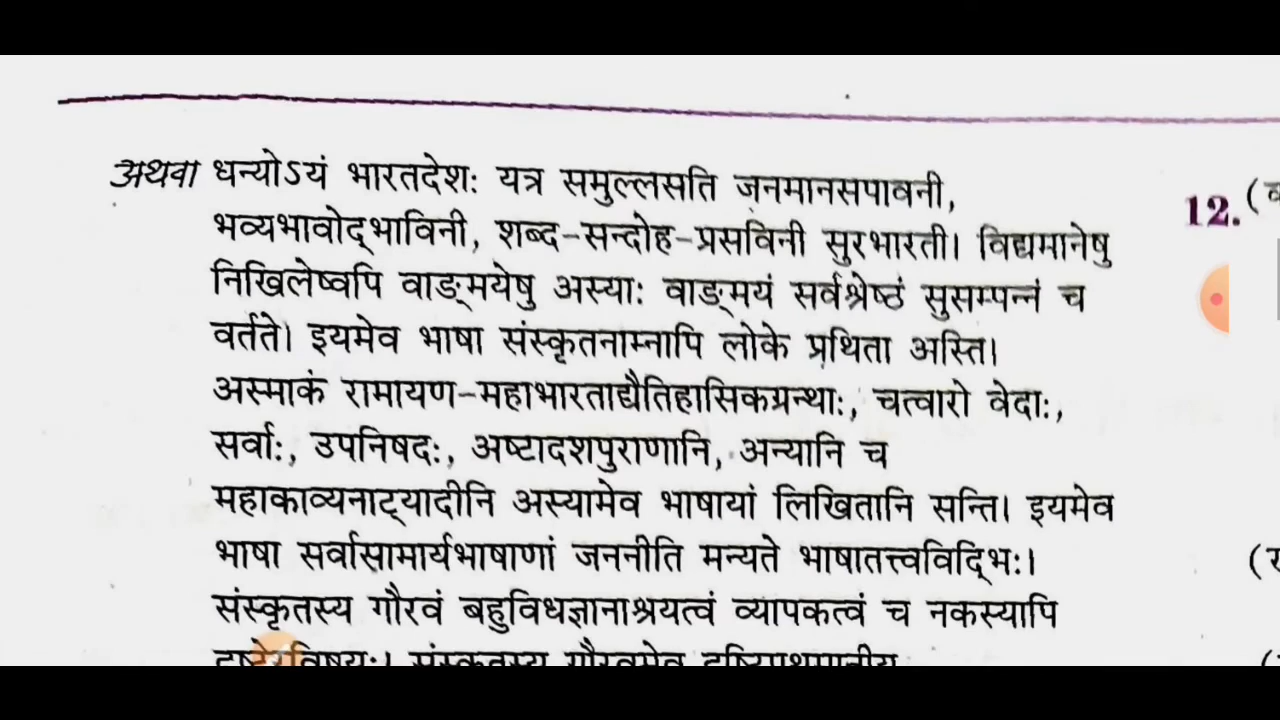 अथवा धन्योऽयं भारतदेशः यत्र समुल्लसति जनमानसपावनी,
भव्यभावोद्भाविनी, शब्द-सन्दोह-प्रसविनी सुरभारती। विद्यमानेषु
12.
निखिलेष्वपि वाङ्मयेषु अस्याः वाङ्मयं सर्वश्रेष्ठं सुसम्पन्नं च
वर्तते। इयमेव भाषा संस्कृतनाम्नापि लोके प्रथिता अस्ति।
अस्माकं रामायण-महाभारताद्यैतिहासिकग्रन्थाः, चत्वारो वेदाः,
सर्वाः, उपनिषदः, अष्टादशपुराणानि, अन्यानि च
महाकाव्यनाट्यादीनि अस्यामेव भाषायां लिखितानि सन्ति। इयमेव
भाषा सर्वासामार्यभाषाणां जननीति मन्यते भाषातत्त्वविद्भिः।
संस्कृतस्य गौरवं बहुविधज्ञानाश्रयत्वं व्यापकत्वं च नकस्यापि
संस्कृतस्य गौरवमेव